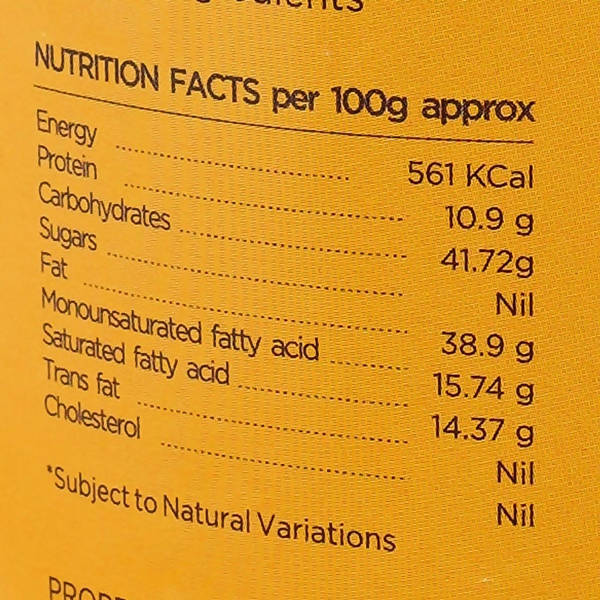 NUTRITION FACTS per 100g approx
Energy 561 KCal
Protein 10.9 g
Carbohydrates 41.72g
Sugars Nil
Fat 38.9 g
Monounsaturated fatty acid 15.74 g
Saturated fatty acid 14.37 g
Trans fat Nil
Cholesterol Nil
*Subject to Natural Variations